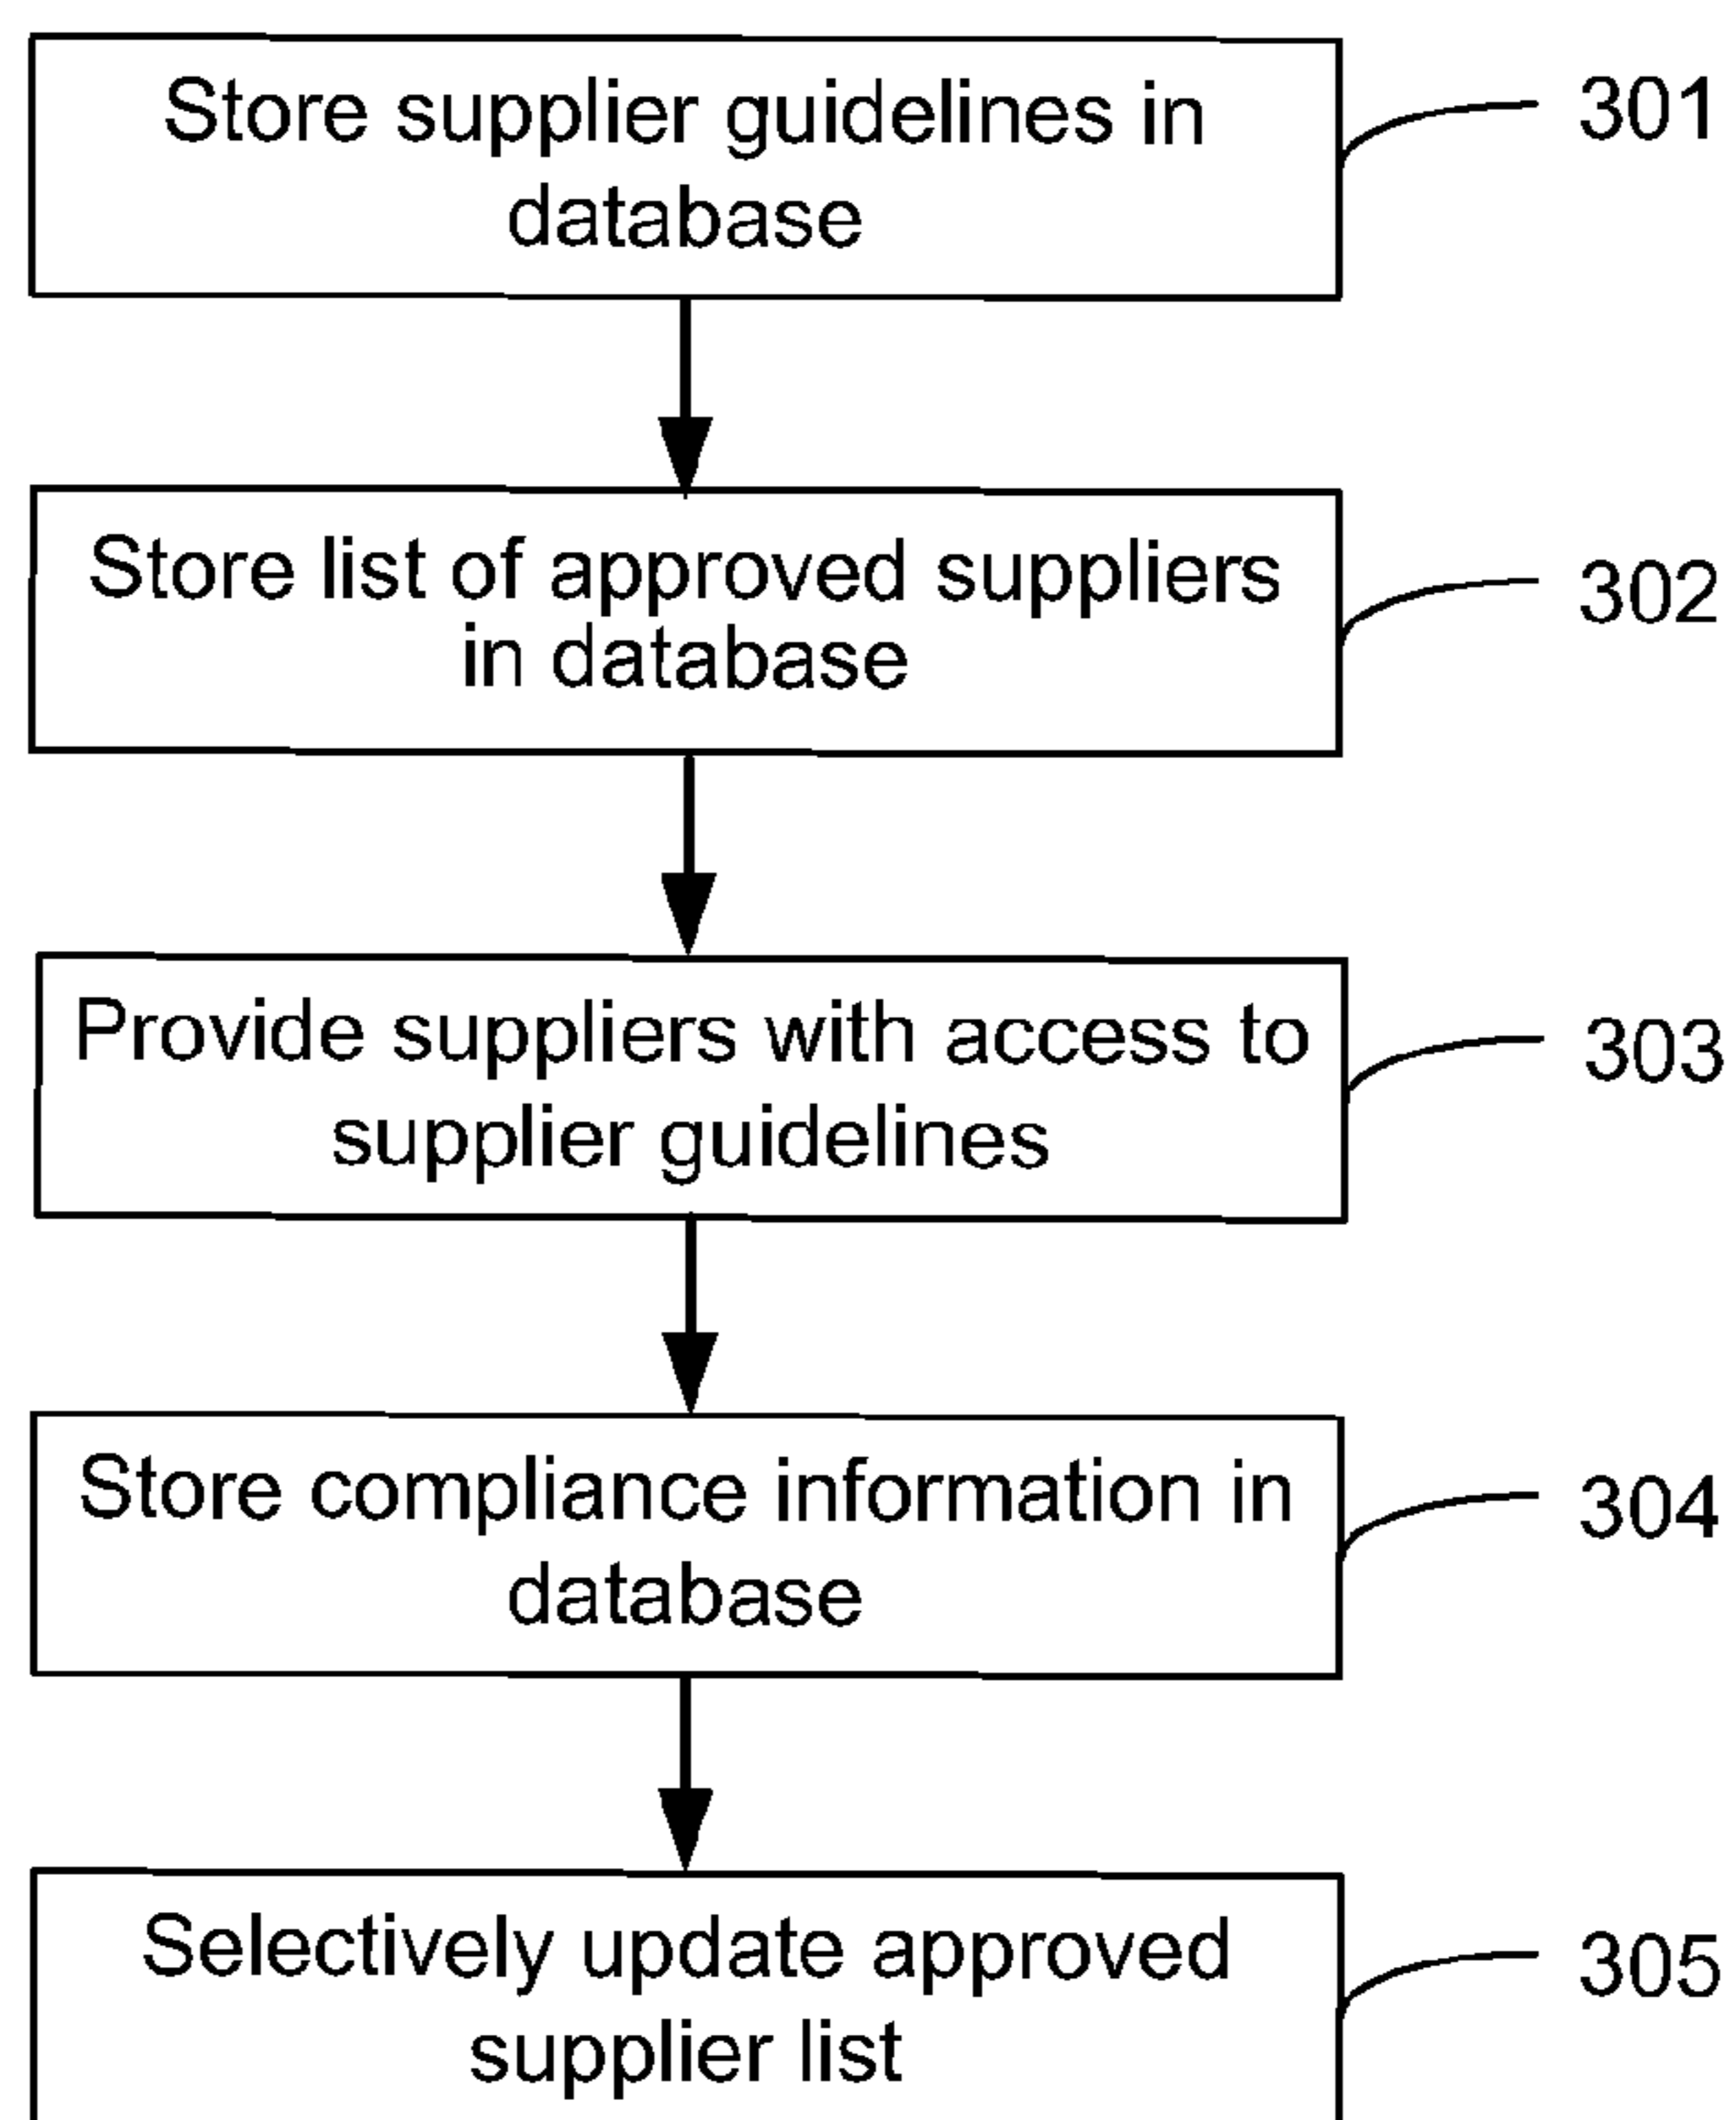 Store supplier guidelines in
database
301
Store list of approved suppliers
in database
302
Provide suppliers with access to
supplier guidelines
303
Store compliance information in
database
304
Selectively update approved
supplier list
305